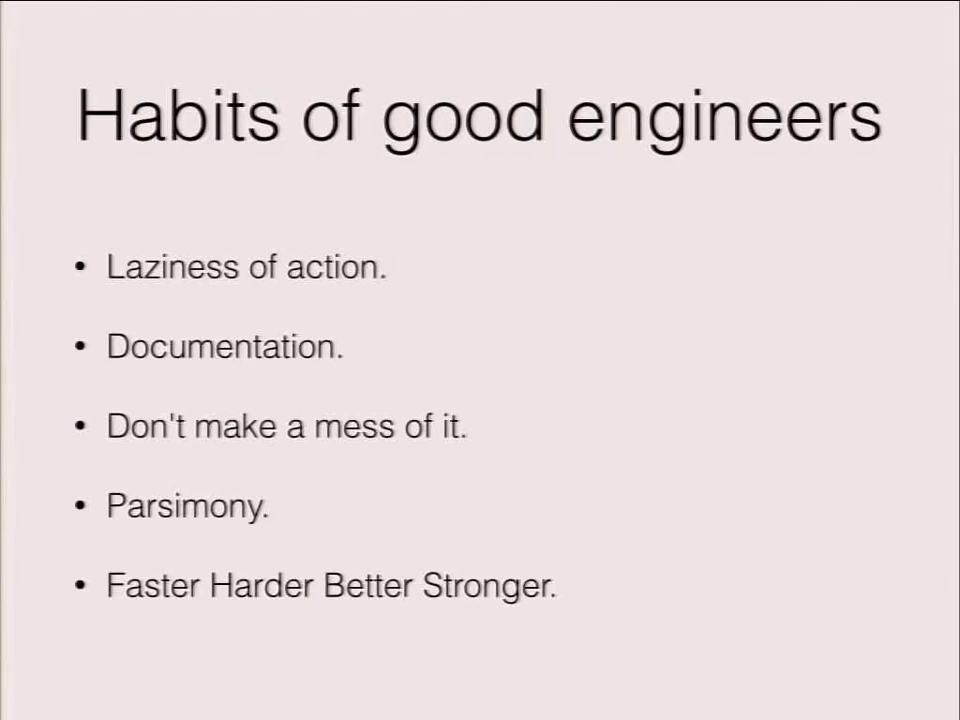 Habits of good engineers
• Laziness of action.
• Documentation.
• Don't make a mess of it.
• Parsimony.
• Faster Harder Better Stronger.